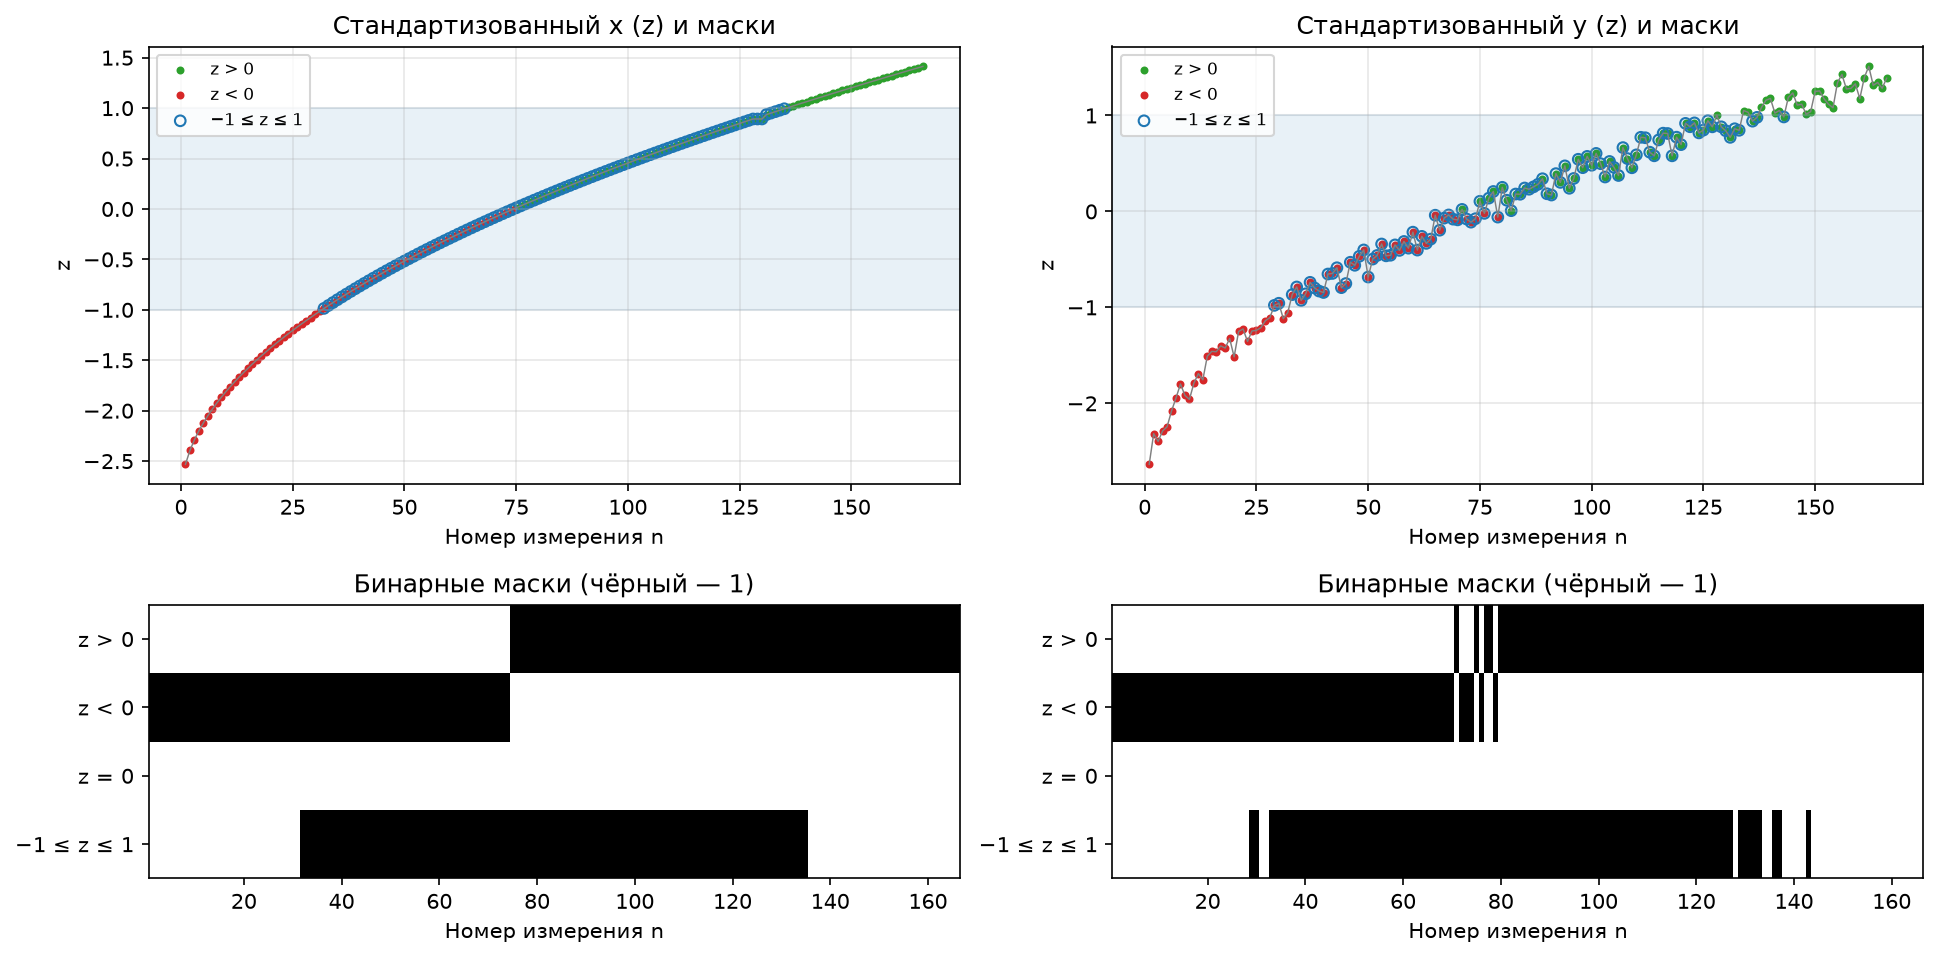 Стандартизованный x (z) и маски
z > 0
z < 0
−1 ≤ z ≤ 1
1.5
1.0
0.5
0.0
−0.5
−1.0
−1.5
−2.0
−2.5
z
0 25 50 75 100 125 150
Номер измерения n
Стандартизованный y (z) и маски
z > 0
z < 0
−1 ≤ z ≤ 1
1
0
−1
−2
z
0 25 50 75 100 125 150
Номер измерения n
Бинарные маски (чёрный — 1)
z > 0
z < 0
z = 0
−1 ≤ z ≤ 1
20 40 60 80 100 120 140 160
Номер измерения n
Бинарные маски (чёрный — 1)
z > 0
z < 0
z = 0
−1 ≤ z ≤ 1
20 40 60 80 100 120 140 160
Номер измерения n